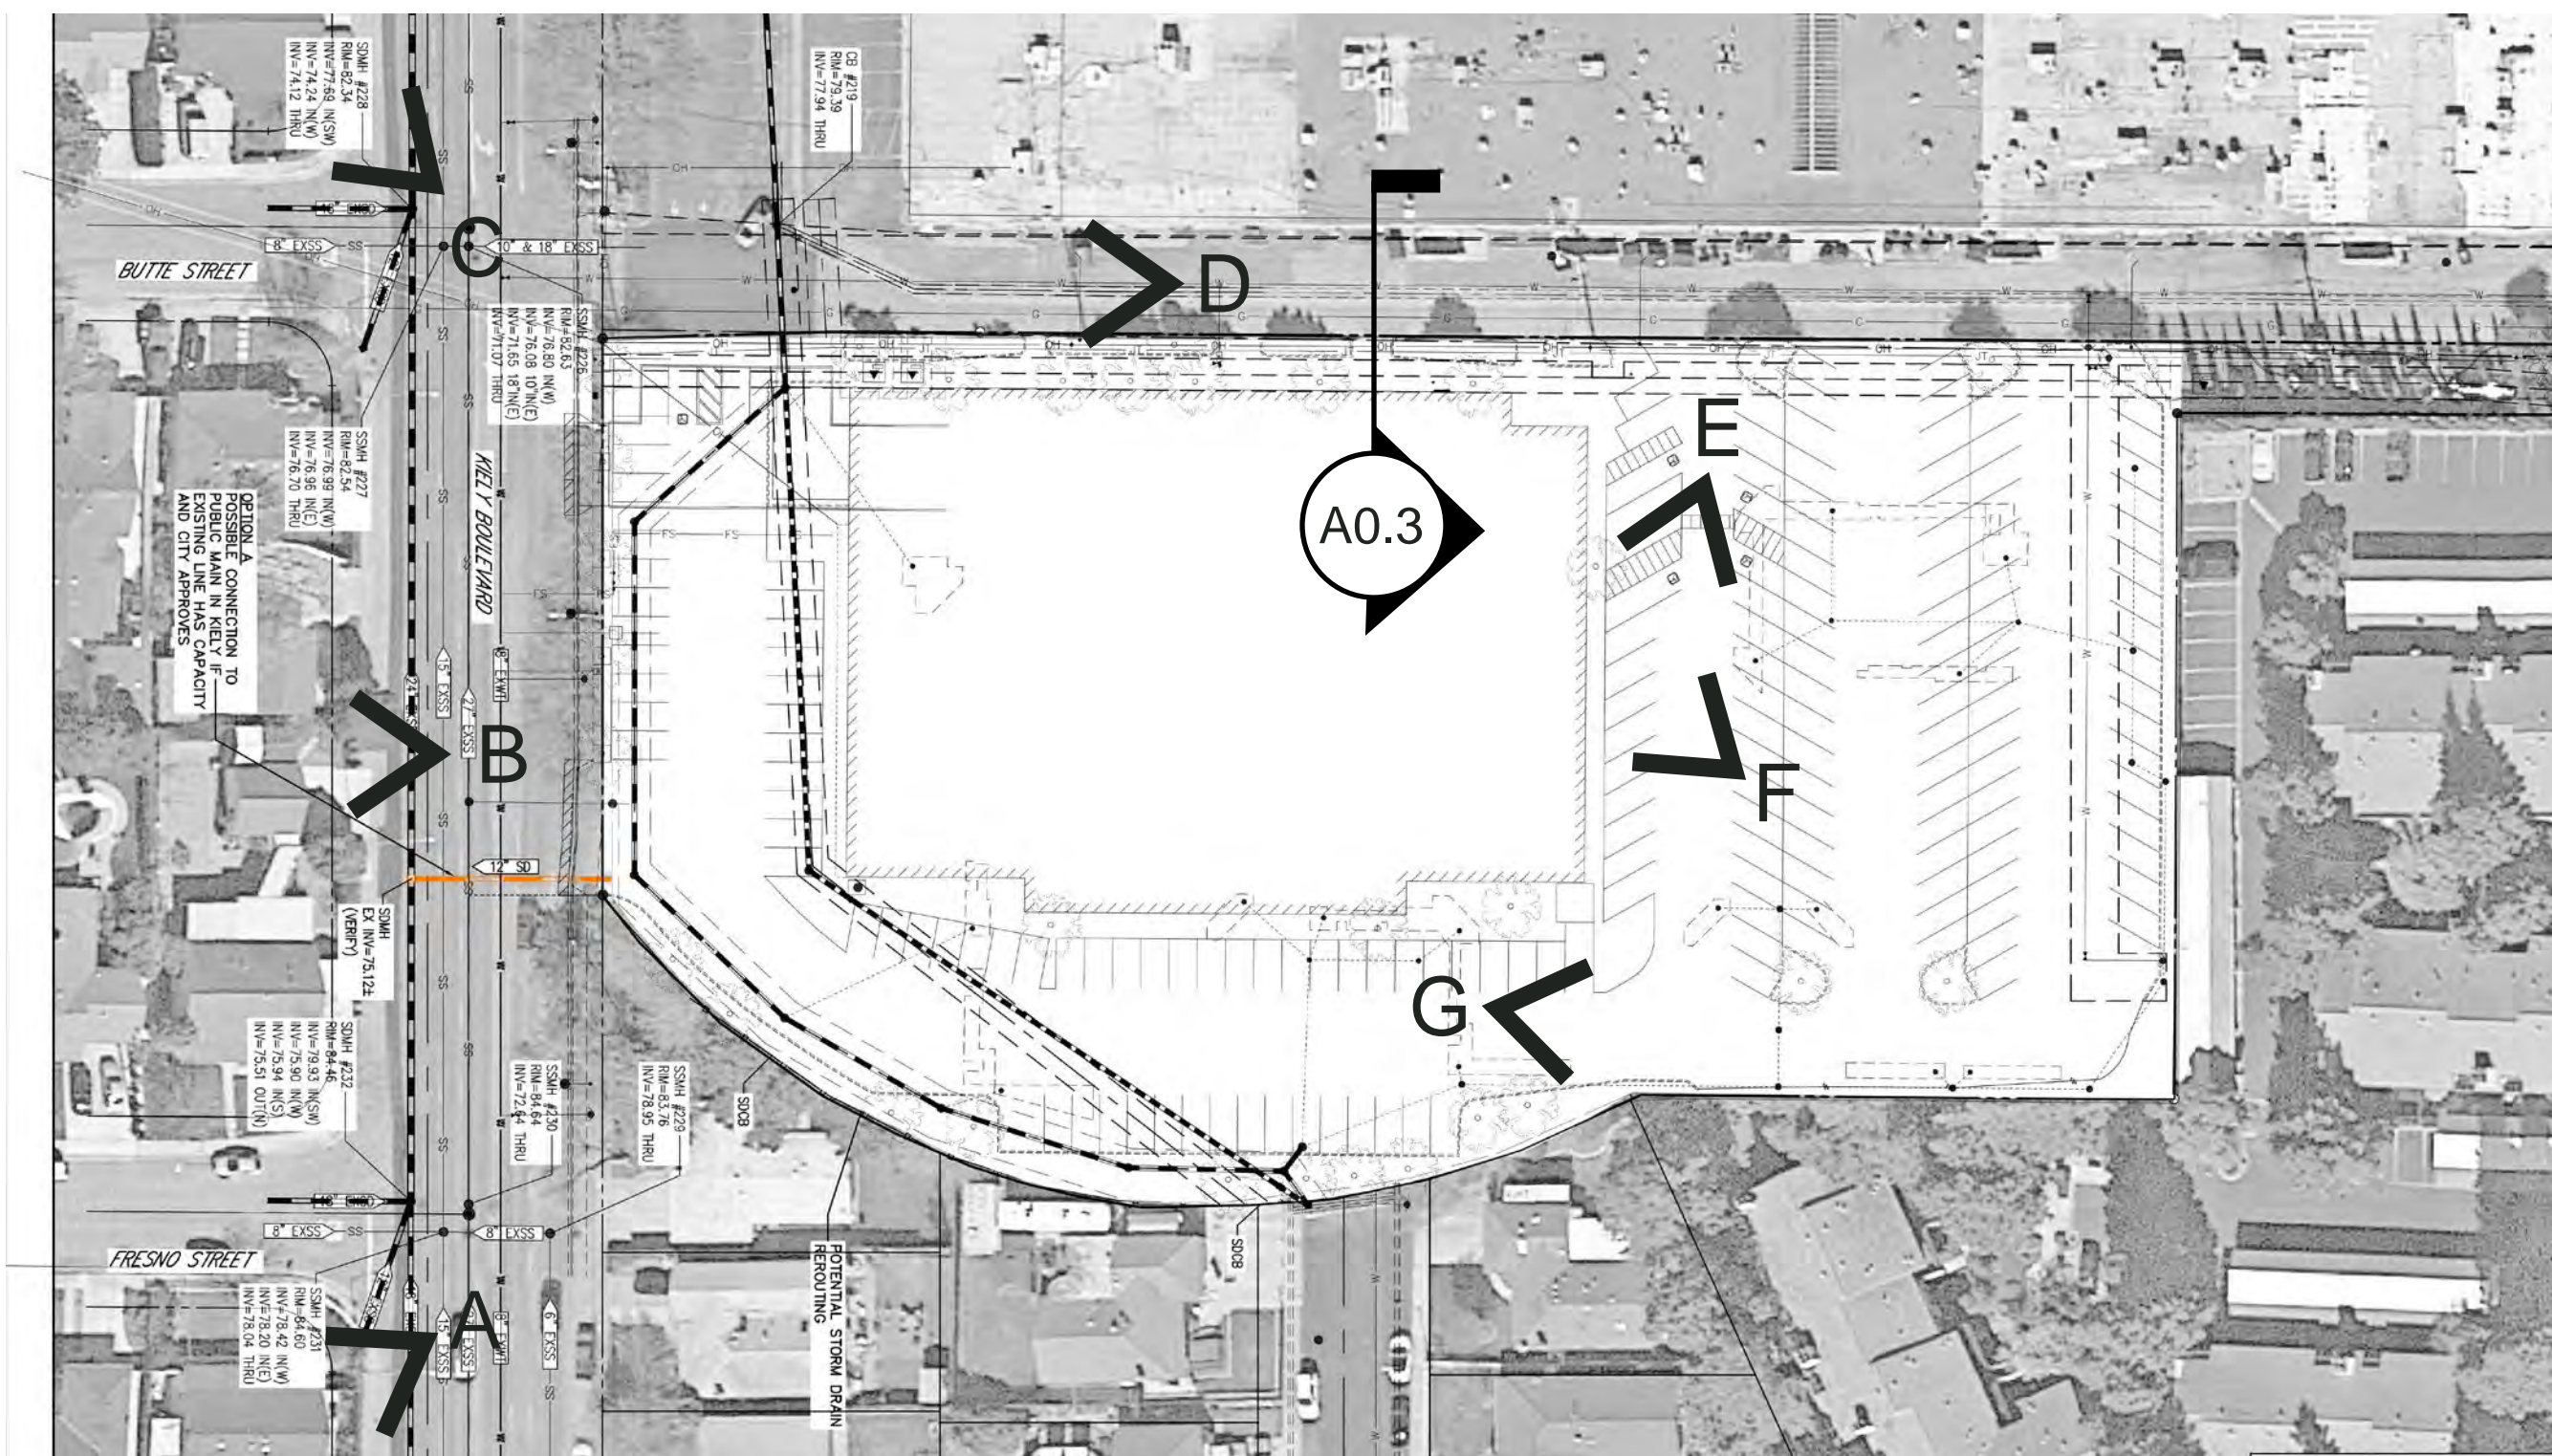 SDMH #228
RIM=82.34
INV=77.69 IN(SW)
INV=74.24 IN(W)
INV=74.12 THRU
CB #219
RIM=79.39
INV=77.94 THRU
C
8" EXSS
SS
10" & 18" EXSS
BUTTE STREET
D
SSMH #226
RIM=82.63
INV=76.80 IN(W)
INV=76.08 10"IN(E)
INV=71.65 18"IN(E)
INV=71.07 THRU
SSMH #227
RIM=82.54
INV=76.99 IN(W)
INV=76.96 IN(E)
INV=76.70 THRU
KIELY BOULEVARD
E
A0.3
OPTION A
POSSIBLE CONNECTION TO
PUBLIC MAIN IN KIELY IF
EXISTING LINE HAS CAPACITY
AND CITY APPROVES
15" EXSS
27" EXSS
8" EXWT
B
F
12" SD
SDMH
EX INV=75.12±
(VERIFY)
G
SDMH #232
RIM=84.46
INV=79.93 IN(SW)
INV=75.90 IN(W)
INV=75.94 IN(S)
INV=75.51 OUT(N)
SSMH #230
RIM=84.64
INV=72.64 THRU
SSMH #229
RIM=83.76
INV=78.95 THRU
SDCB
SDCB
8" EXSS
SS
8" EXSS
FRESNO STREET
SSMH #231
RIM=84.60
INV=78.42 IN(W)
INV=78.20 IN(E)
INV=78.04 THRU
15" EXSS
A
8" EXWT
6" EXSS
POTENTIAL STORM DRAIN
REROUTING